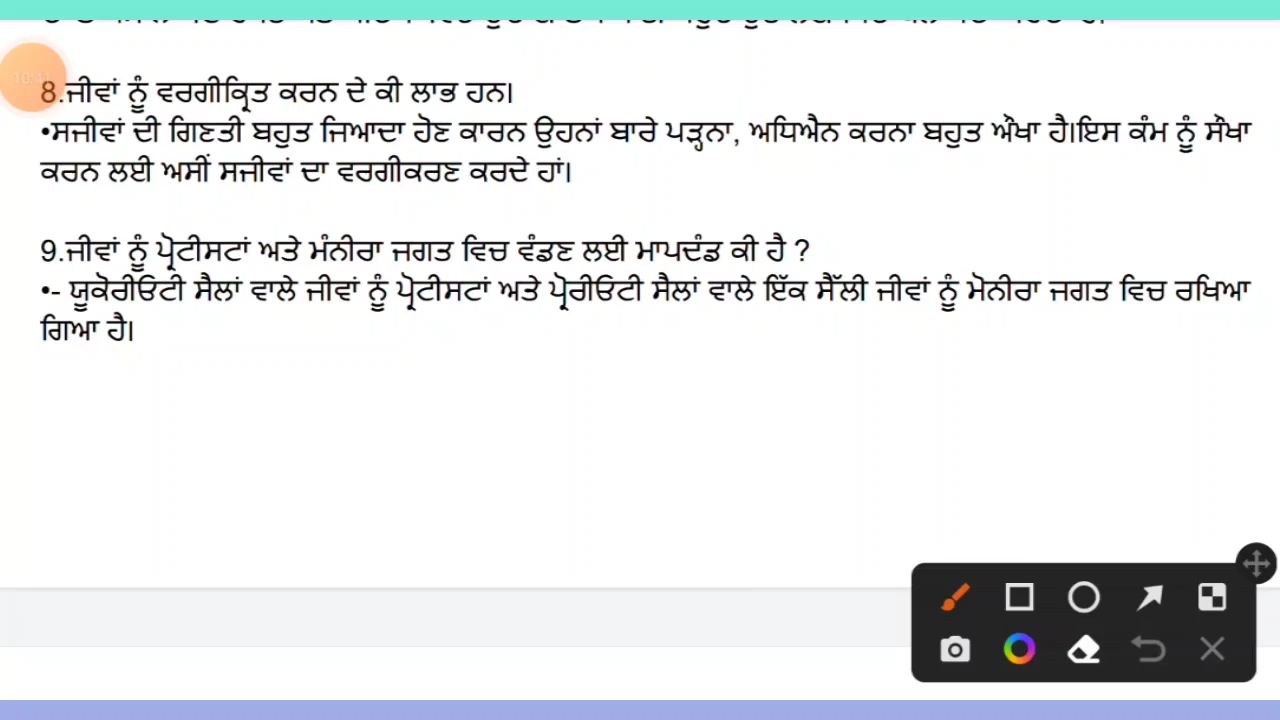 10:41
8.ਜੀਵਾਂ ਨੂੰ ਵਰਗੀਕ੍ਰਿਤ ਕਰਨ ਦੇ ਕੀ ਲਾਭ ਹਨ।
•ਸਜੀਵਾਂ ਦੀ ਗਿਣਤੀ ਬਹੁਤ ਜਿਆਦਾ ਹੋਣ ਕਾਰਨ ਉਹਨਾਂ ਬਾਰੇ ਪੜ੍ਹਨਾ, ਅਧਿਐਨ ਕਰਨਾ ਬਹੁਤ ਔਖਾ ਹੈ।ਇਸ ਕੰਮ ਨੂੰ ਸੌਖਾ
ਕਰਨ ਲਈ ਅਸੀਂ ਸਜੀਵਾਂ ਦਾ ਵਰਗੀਕਰਣ ਕਰਦੇ ਹਾਂ।
9.ਜੀਵਾਂ ਨੂੰ ਪ੍ਰੋਟੀਸਟਾਂ ਅਤੇ ਮੰਨੀਰਾ ਜਗਤ ਵਿਚ ਵੰਡਣ ਲਈ ਮਾਪਦੰਡ ਕੀ ਹੈ ?
•- ਯੂਕੋਰੀਓਟੀ ਸੈਲਾਂ ਵਾਲੇ ਜੀਵਾਂ ਨੂੰ ਪ੍ਰੋਟੀਸਟਾਂ ਅਤੇ ਪ੍ਰੋਰੀਓਟੀ ਸੈਲਾਂ ਵਾਲੇ ਇੱਕ ਸੈੱਲੀ ਜੀਵਾਂ ਨੂੰ ਮੋਨੀਰਾ ਜਗਤ ਵਿਚ ਰਖਿਆ
ਗਿਆ ਹੈ।